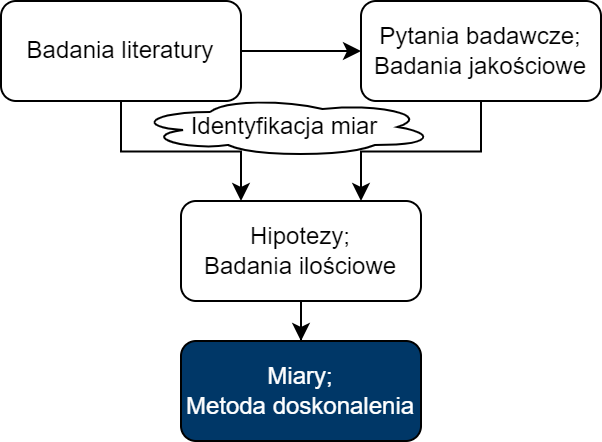 Badania literatury
Pytania badawcze;
Badania jakościowe
Identyfikacja miar
Hipotezy;
Badania ilościowe
Miary;
Metoda doskonalenia